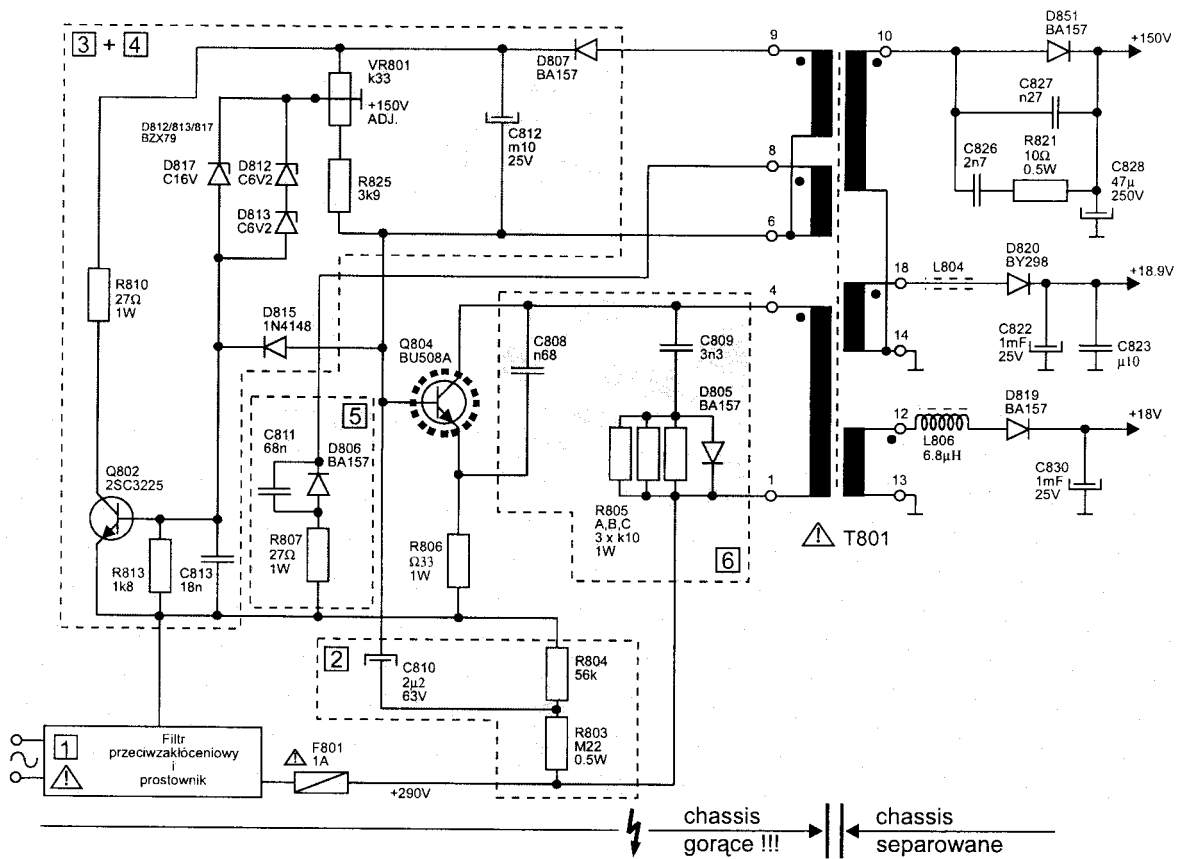 3 + 4
VR801
k33
+150V
ADJ.
D807
BA157
C812
m10
25V
D812/813/817
BZX79
D817
C16V
D812
C6V2
D813
C6V2
R825
3k9
R810
27Ω
1W
D815
1N4148
Q804
BU508A
C808
n68
C809
3n3
D805
BA157
R805
A,B,C
3 x k10
1W
6
5
C811
68n
D806
BA157
R807
27Ω
1W
R806
Ω33
1W
Q802
2SC3225
R813
1k8
C813
18n
2
C810
2µ2
63V
R804
56k
R803
M22
0.5W
1
Filtr
przeciwzakłóceniowy
i
prostownik
F801
1A
+290V
9
8
6
4
1
10
18
14
12
13
T801
D851
BA157
+150V
C827
n27
C826
2n7
R821
10Ω
0.5W
C828
47µ
250V
L804
D820
BY298
+18.9V
C822
1mF
25V
C823
µ10
L806
6.8µH
D819
BA157
+18V
C830
1mF
25V
chassis
gorące !!!
chassis
separowane